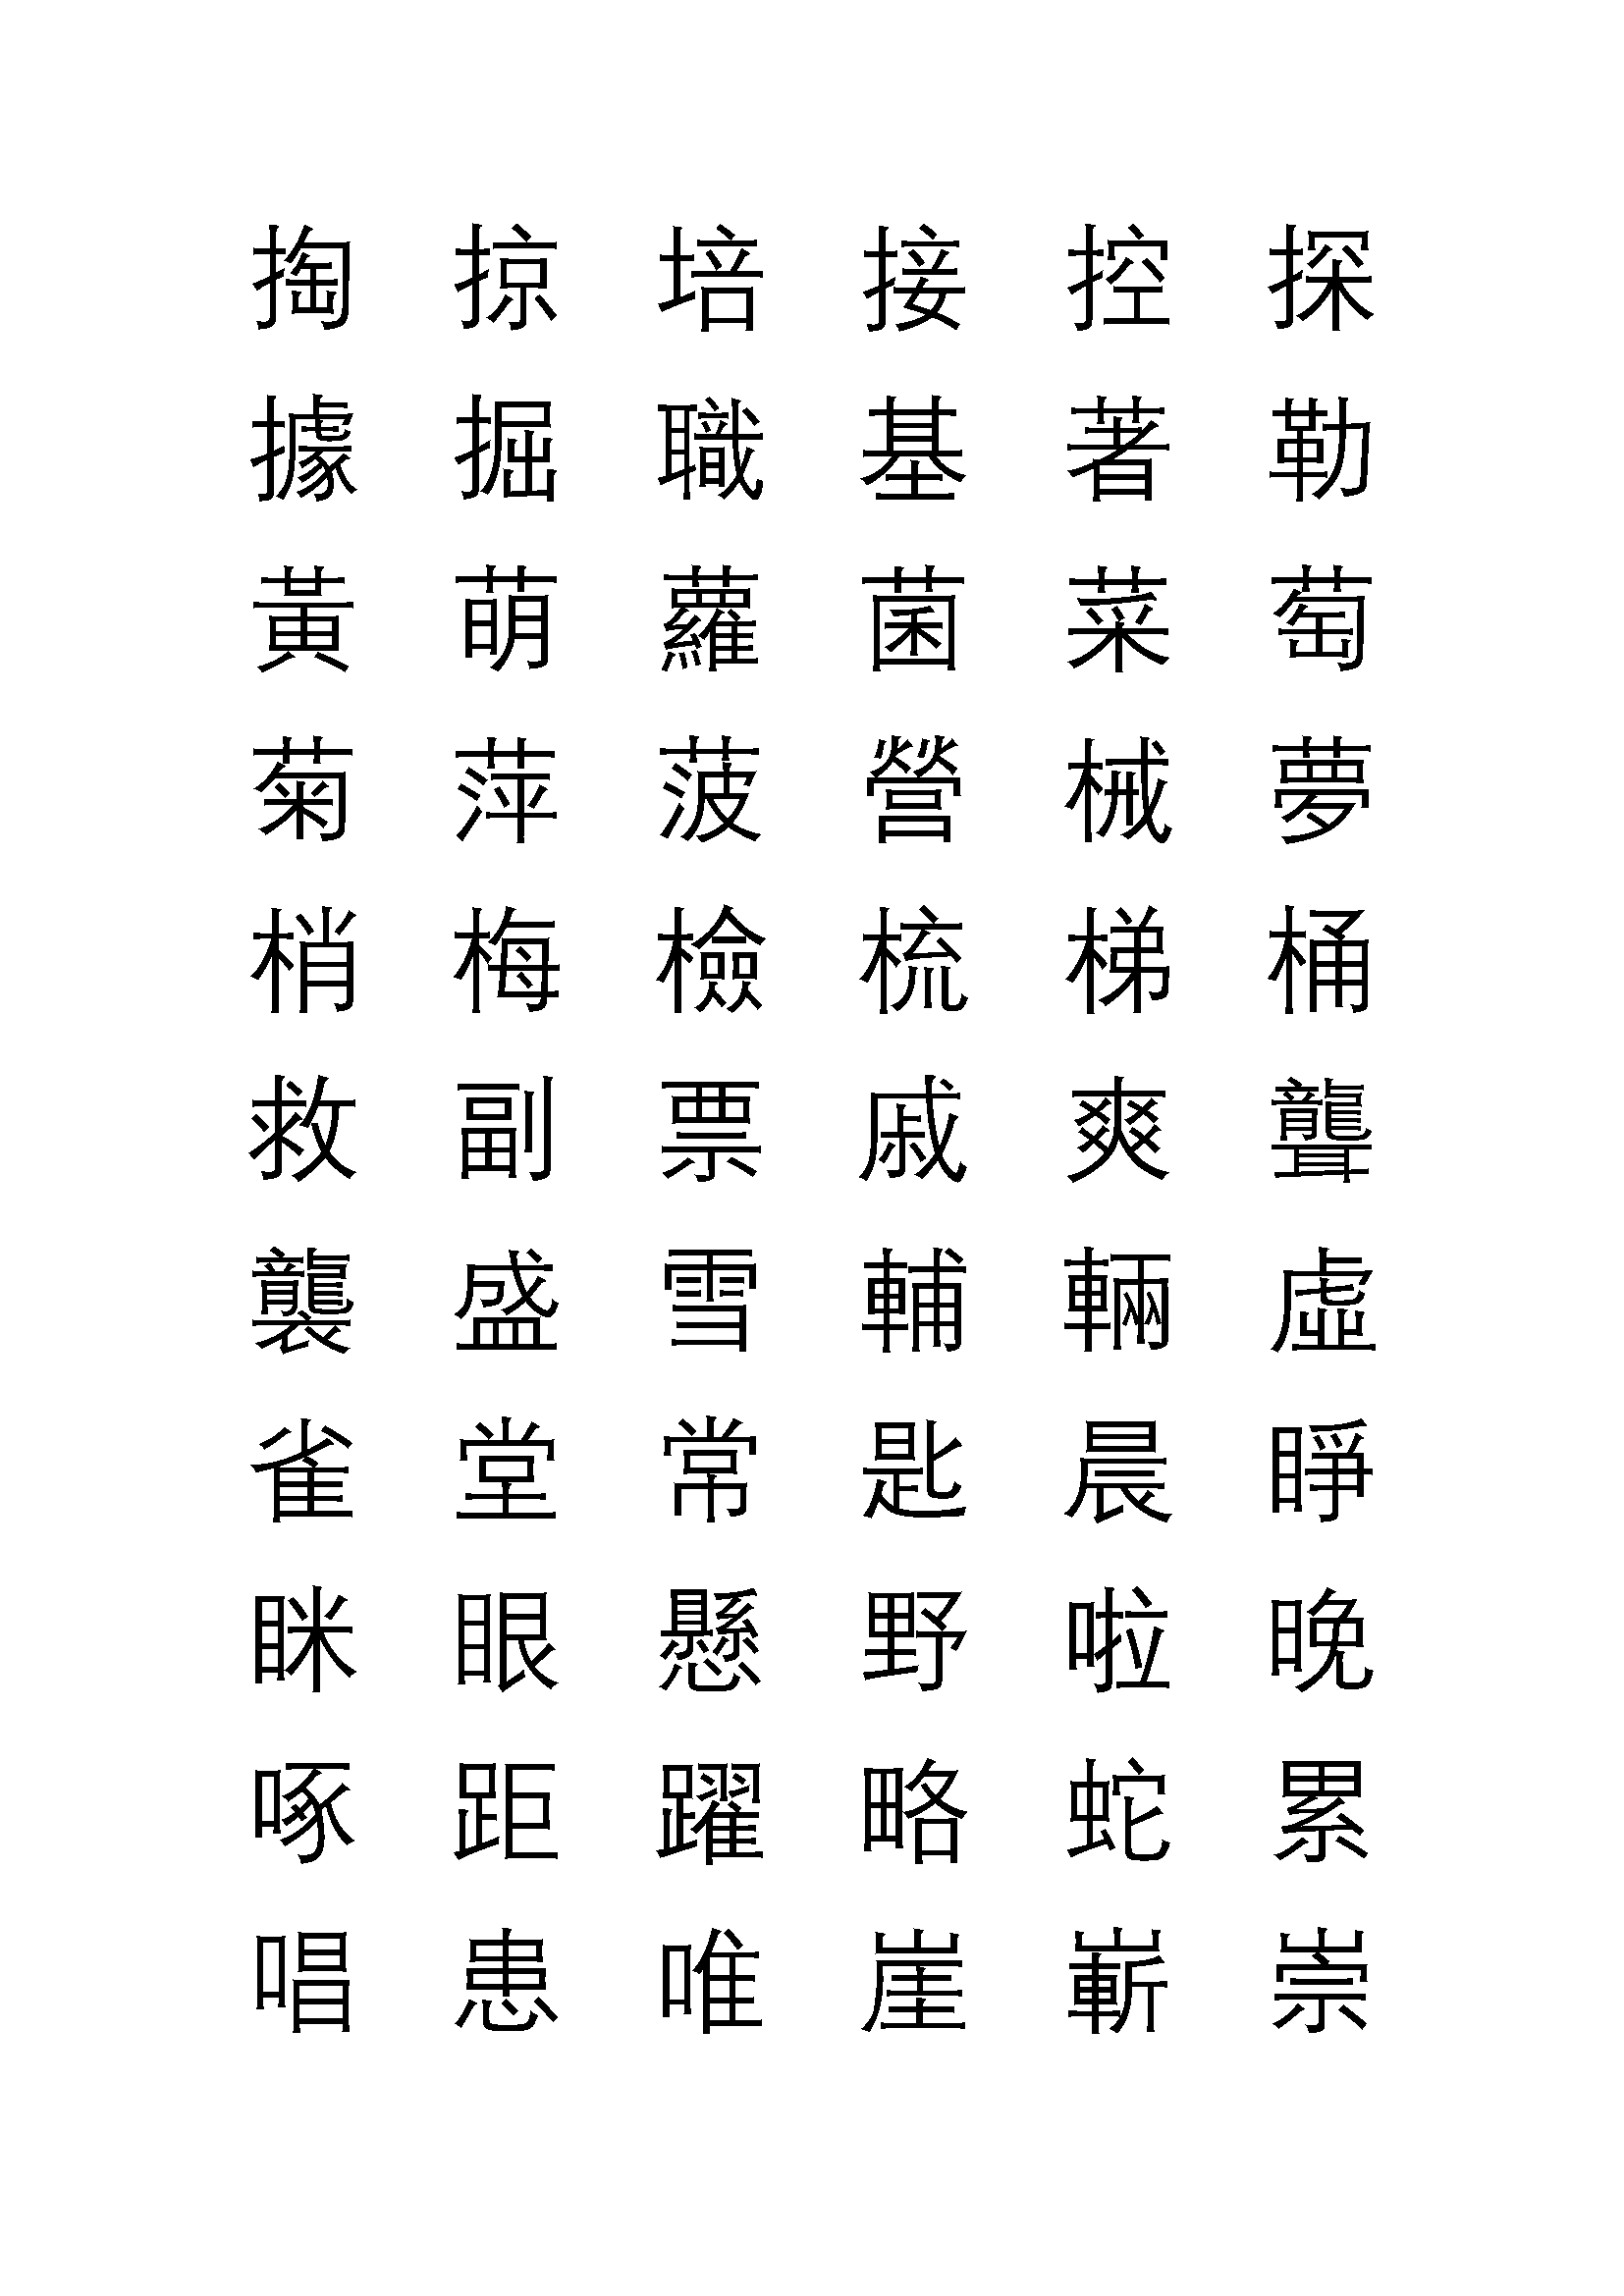 掏 掠 培 接 控 探
據 掘 職 基 著 勒
黃 萌 蘿 菌 菜 萄
菊 萍 菠 營 械 夢
梢 梅 檢 梳 梯 桶
救 副 票 戚 爽 聾
襲 盛 雪 輔 輛 虛
雀 堂 常 匙 晨 睜
眯 眼 懸 野 啦 晚
啄 距 躍 略 蛇 累
唱 患 唯 崖 嶄 崇